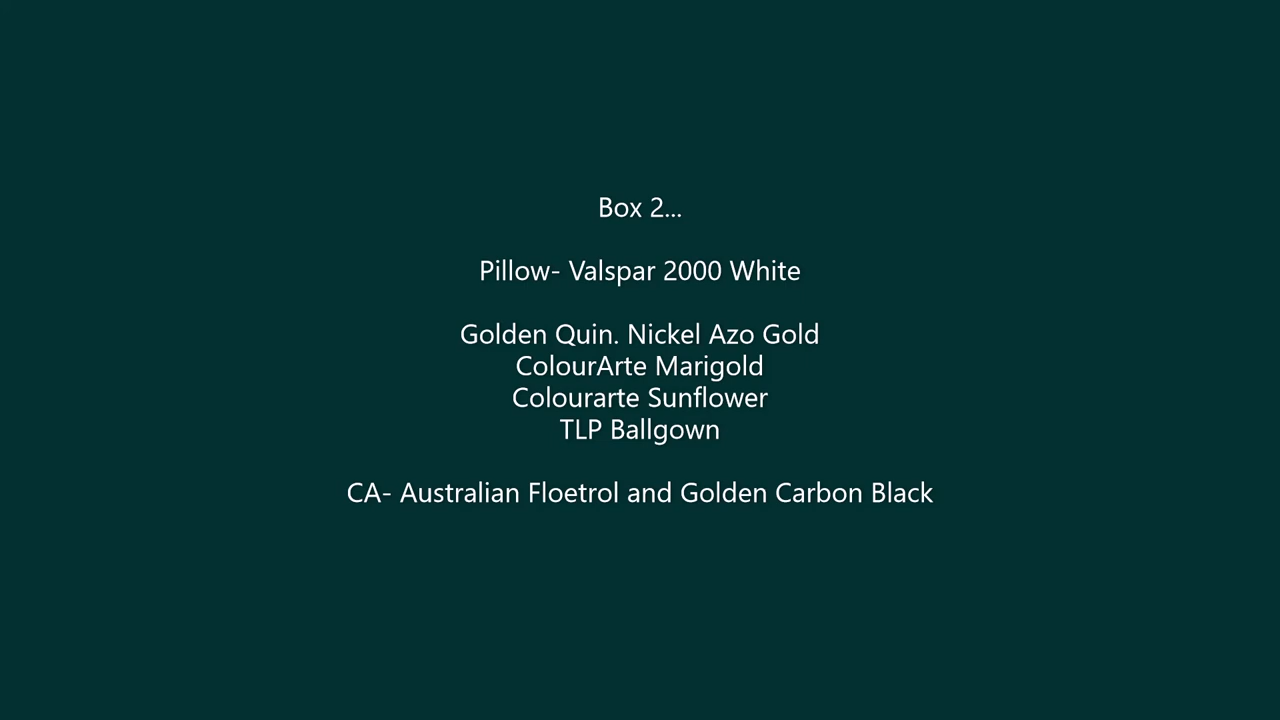 Box 2...
Pillow- Valspar 2000 White
Golden Quin. Nickel Azo Gold
ColourArte Marigold
Colourarte Sunflower
TLP Ballgown
CA- Australian Floetrol and Golden Carbon Black